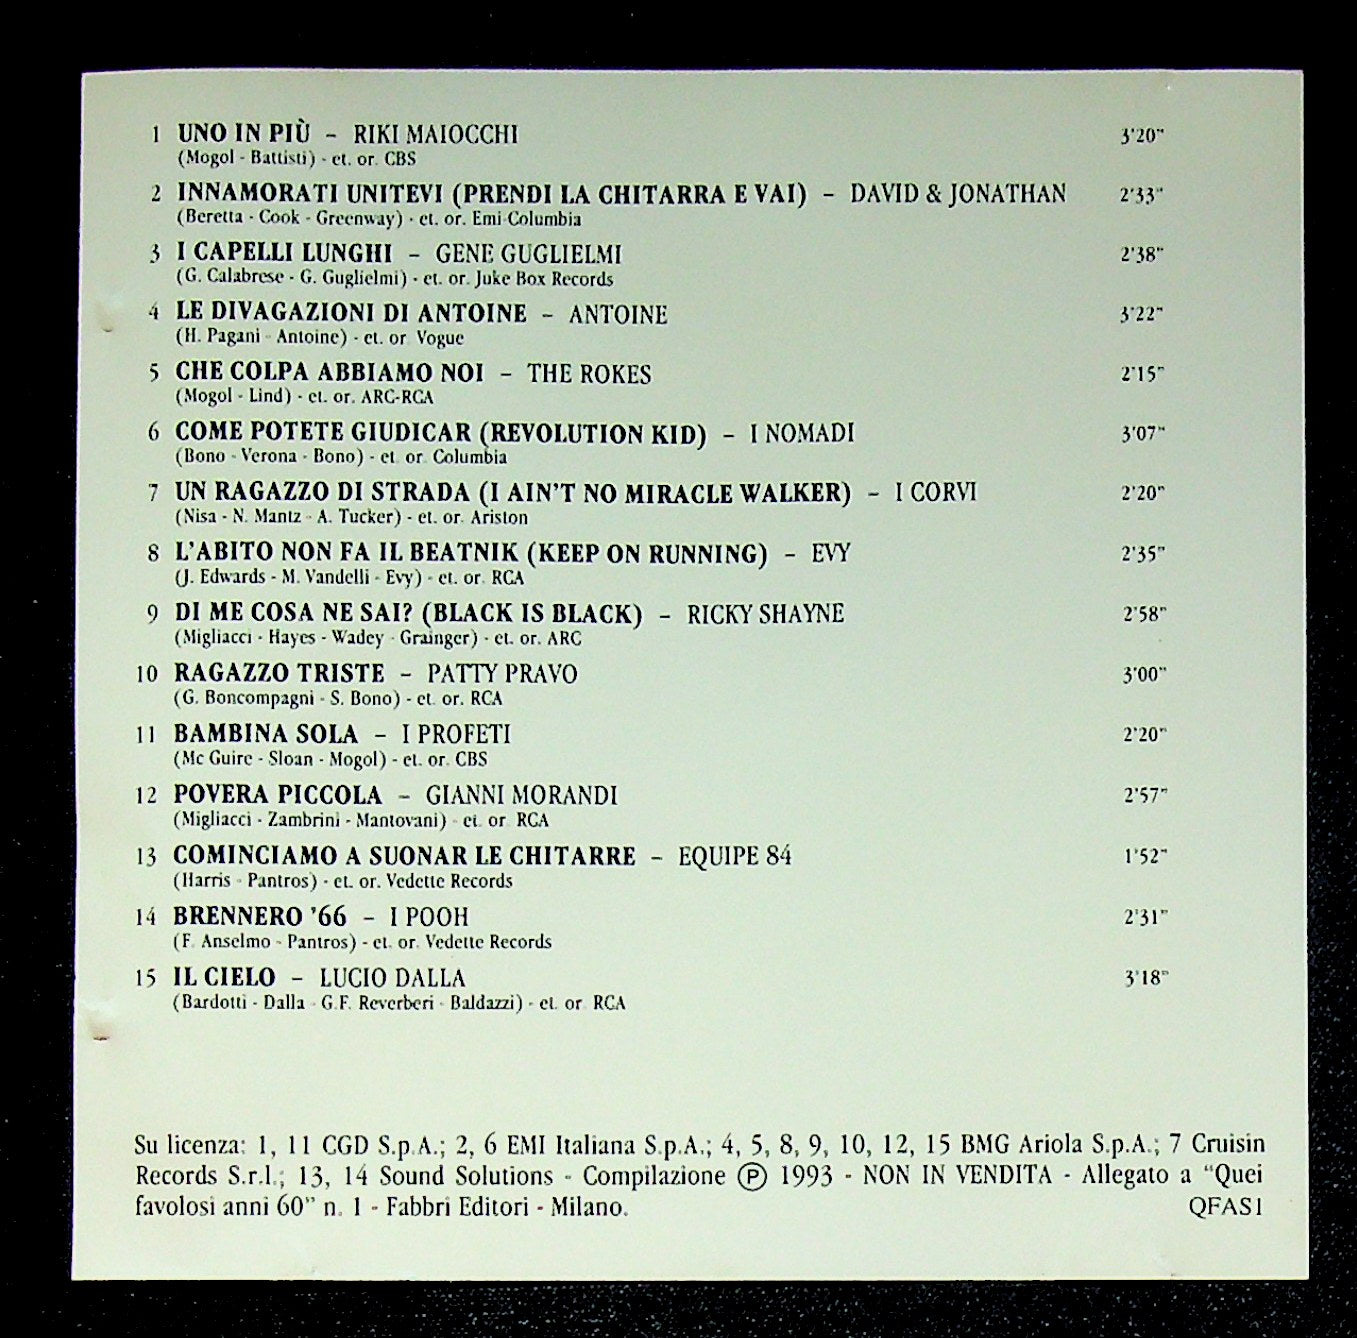 1 UNO IN PIÙ – RIKI MAIOCCHI 3'20"
(Mogol - Battisti) - et. or. CBS
2 INNAMORATI UNITEVI (PRENDI LA CHITARRA E VAI) – DAVID & JONATHAN 2'33"
(Beretta - Cook - Greenway) - et. or. Emi-Columbia
3 I CAPELLI LUNGHI – GENE GUGLIELMI 2'38"
(G. Calabrese - G. Guglielmi) - et. or. Juke Box Records
4 LE DIVAGAZIONI DI ANTOINE – ANTOINE 3'22"
(H. Pagani - Antoine) - et. or. Vogue
5 CHE COLPA ABBIAMO NOI – THE ROKES 2'15"
(Mogol - Lind) - et. or. ARC-RCA
6 COME POTETE GIUDICAR (REVOLUTION KID) – I NOMADI 3'07"
(Bono - Verona - Bono) - et. or. Columbia
7 UN RAGAZZO DI STRADA (I AIN'T NO MIRACLE WALKER) – I CORVI 2'20"
(Nisa - N. Mantz - A. Tucker) - et. or. Ariston
8 L'ABITO NON FA IL BEATNIK (KEEP ON RUNNING) – EVY 2'35"
(J. Edwards - M. Vandelli - Evy) - et. or. RCA
9 DI ME COSA NE SAI? (BLACK IS BLACK) – RICKY SHAYNE 2'58"
(Migliacci - Hayes - Wadey - Grainger) - et. or. ARC
10 RAGAZZO TRISTE – PATTY PRAVO 3'00"
(G. Boncompagni - S. Bono) - et. or. RCA
11 BAMBINA SOLA – I PROFETI 2'20"
(Mc Guire - Sloan - Mogol) - et. or. CBS
12 POVERA PICCOLA – GIANNI MORANDI 2'57"
(Migliacci - Zambrini - Mantovani) - et. or. RCA
13 COMINCIAMO A SUONAR LE CHITARRE – EQUIPE 84 1'52"
(Harris - Pantros) - et. or. Vedette Records
14 BRENNERO '66 – I POOH 2'31"
(F. Anselmo - Pantros) - et. or. Vedette Records
15 IL CIELO – LUCIO DALLA 3'18"
(Bardotti - Dalla - G.F. Reverberi - Baldazzi) - et. or. RCA
Su licenza: 1, 11 CGD S.p.A.; 2, 6 EMI Italiana S.p.A.; 4, 5, 8, 9, 10, 12, 15 BMG Ariola S.p.A.; 7 Cruisin
Records S.r.l.; 13, 14 Sound Solutions - Compilazione ℗ 1993 - NON IN VENDITA - Allegato a "Quei
favolosi anni 60" n. 1 - Fabbri Editori - Milano. QFAS1